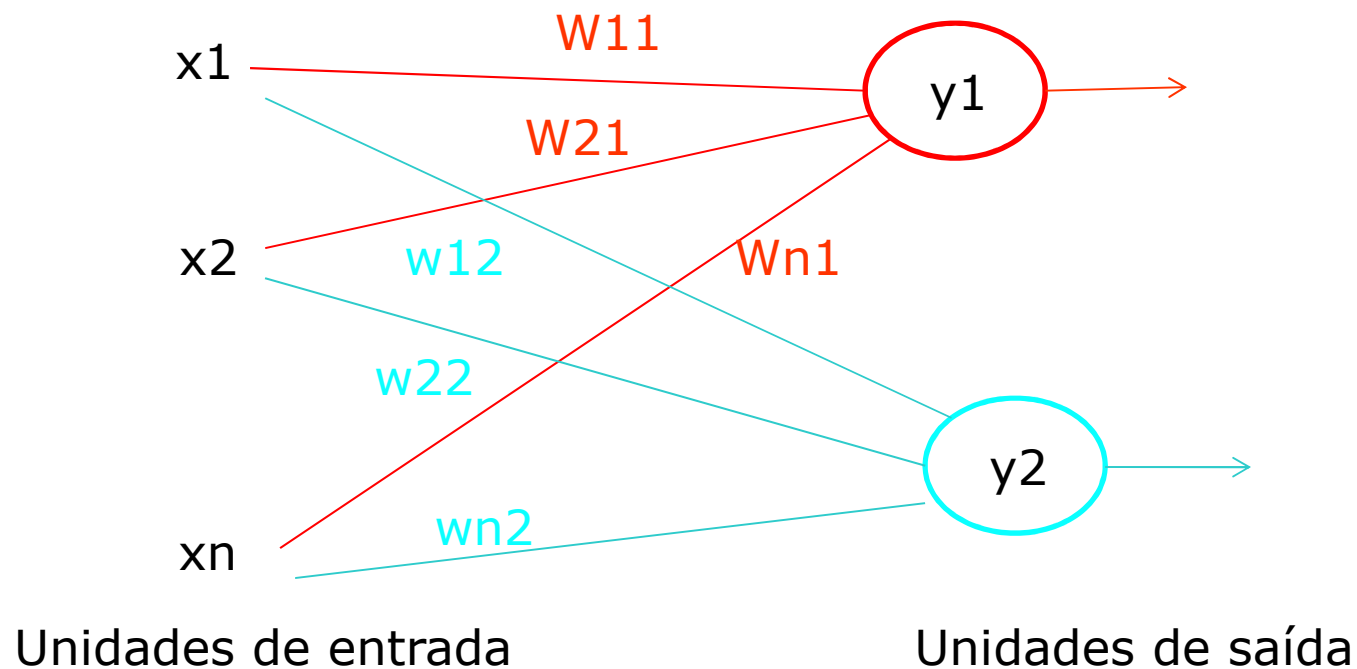 W11
x1
y1
W21
x2
w12
Wn1
w22
y2
wn2
xn
Unidades de entrada
Unidades de saída